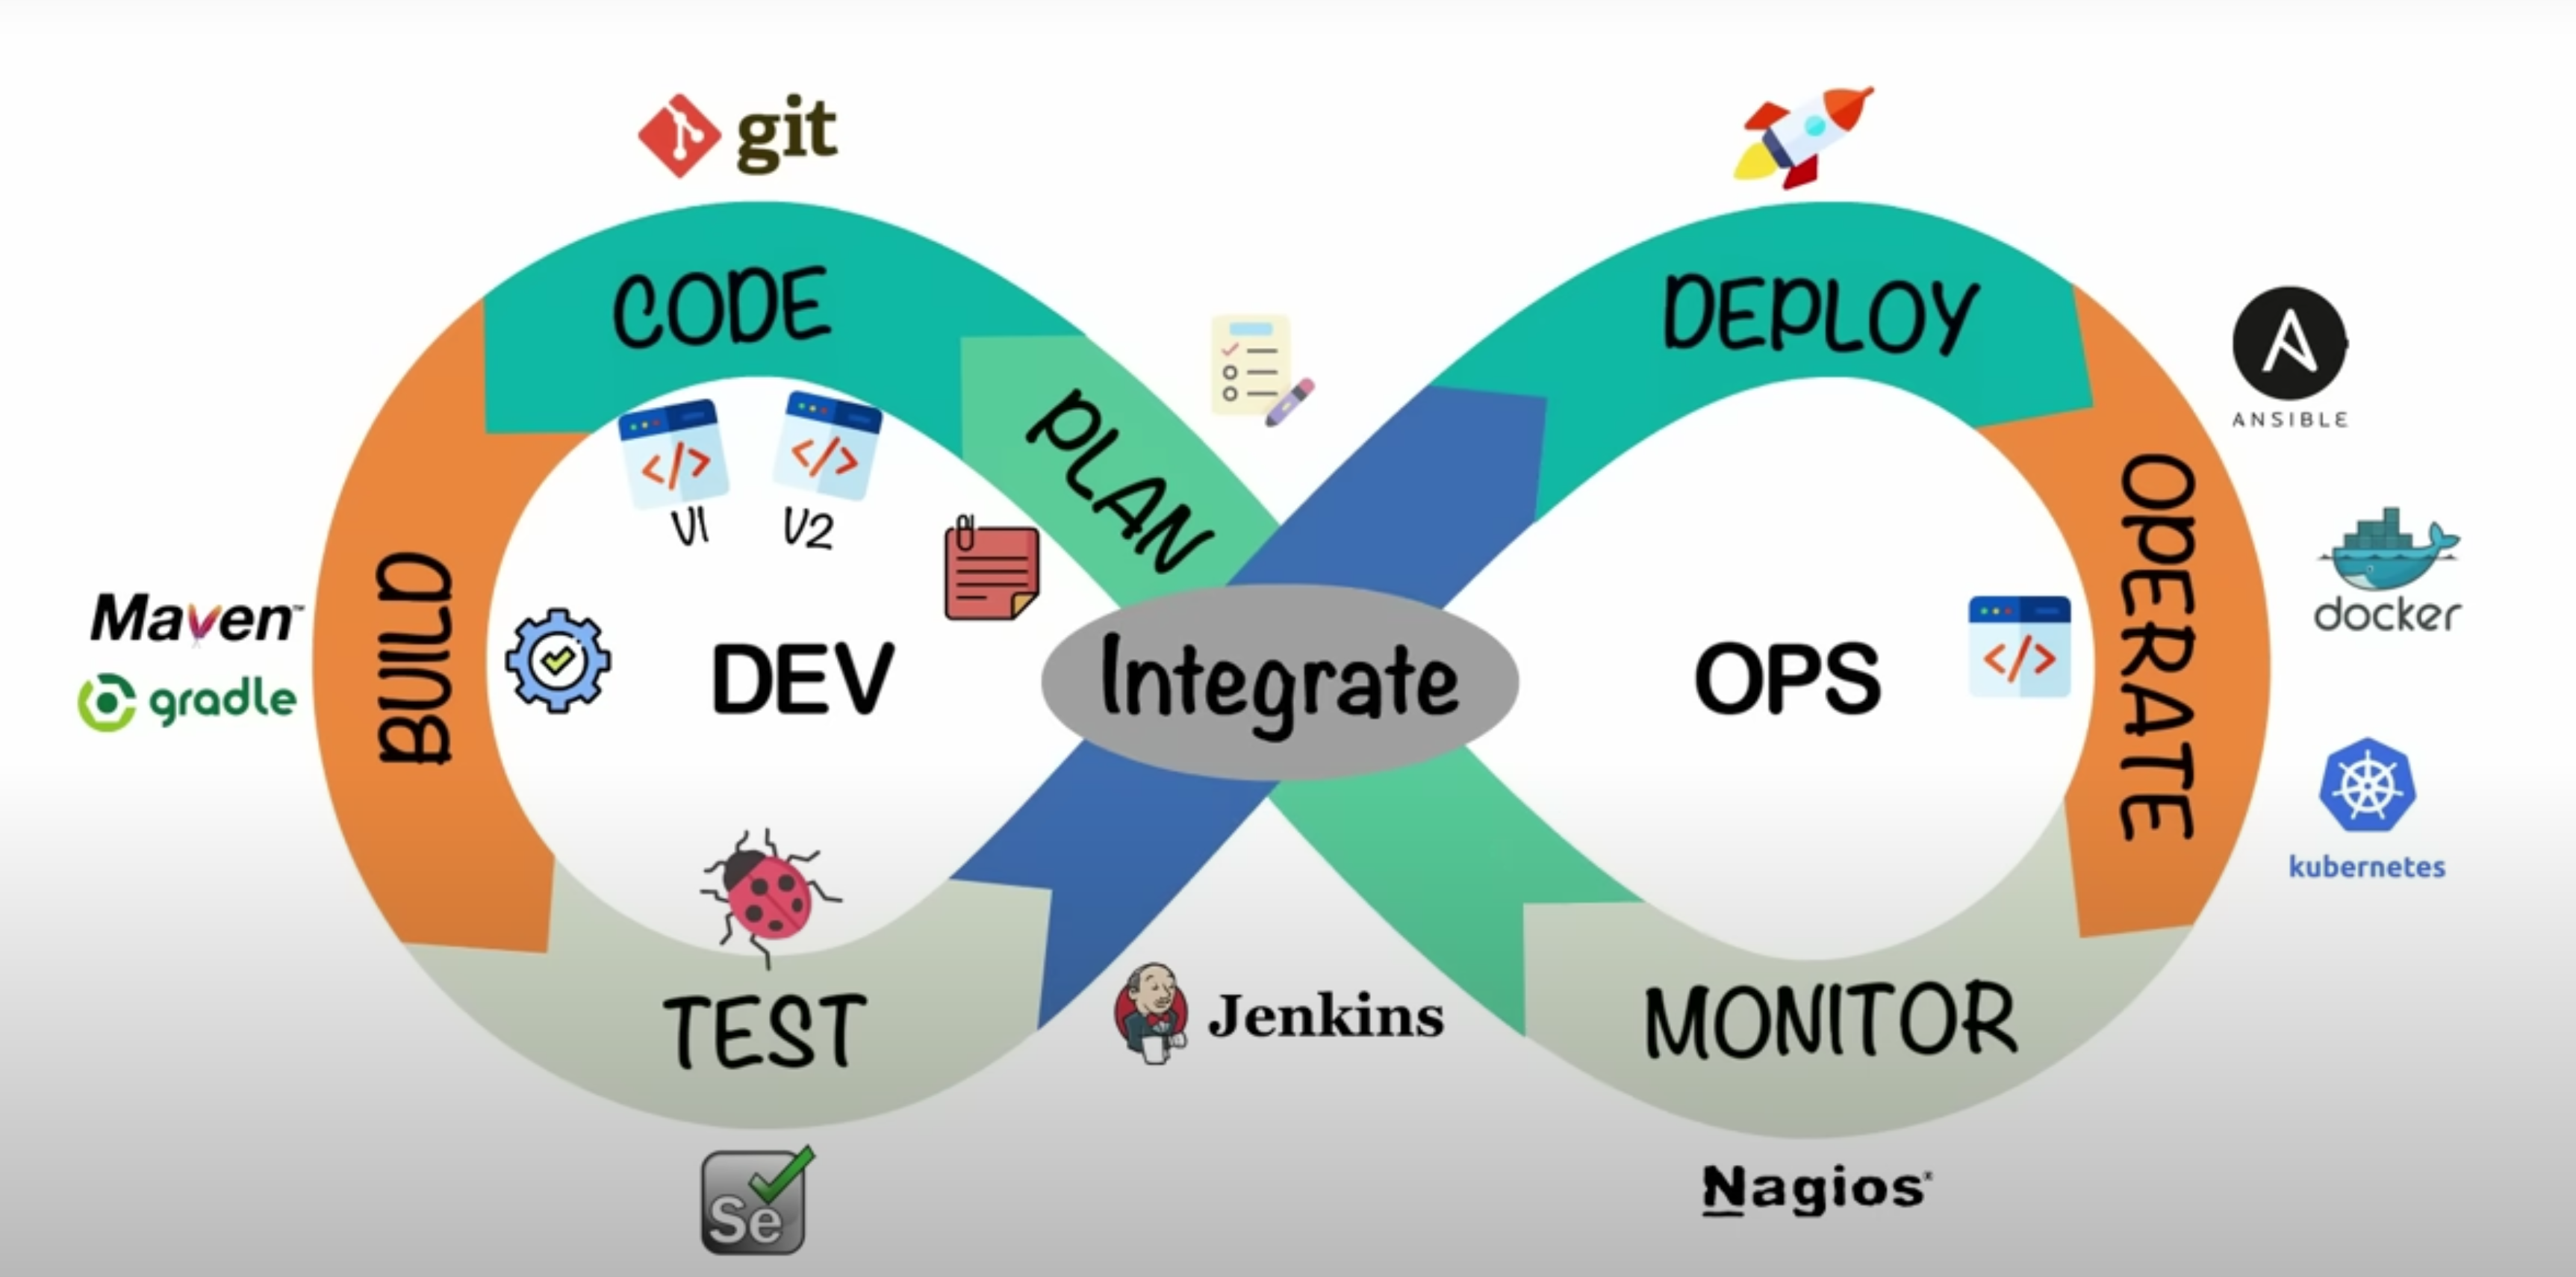 git
CODE
</>
</>
V1
V2
PLAN
BUILD
Maven™
gradle
DEV
TEST
Se
Integrate
Jenkins
DEPLOY
OPS
</>
OPERATE
ANSIBLE
docker
kubernetes
MONITOR
Nagios®